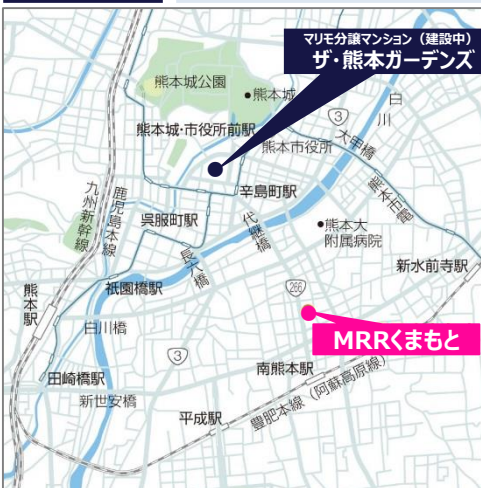 マリモ分譲マンション（建設中）
ザ・熊本ガーデンズ
熊本城公園
●熊本城
白川
3
熊本城・市役所前駅
熊本市役所
大甲橋
熊本市電
辛島町駅
九州新幹線
鹿児島本線
呉服町駅
代継橋
●熊本大
附属病院
長六橋
新水前寺駅
祇園橋駅
266
熊本駅
白川橋
MRRくまもと
3
南熊本駅
田崎橋駅
新世安橋
豊肥本線（阿蘇高原線）
平成駅